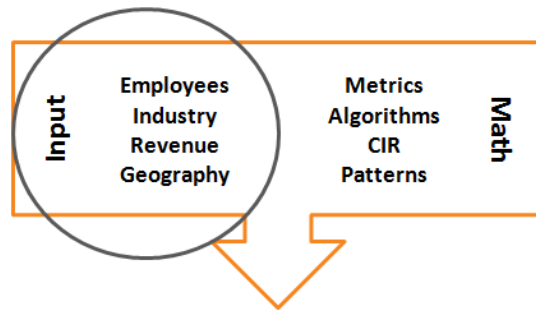 Input
Employees
Industry
Revenue
Geography
Metrics
Algorithms
CIR
Patterns
Math